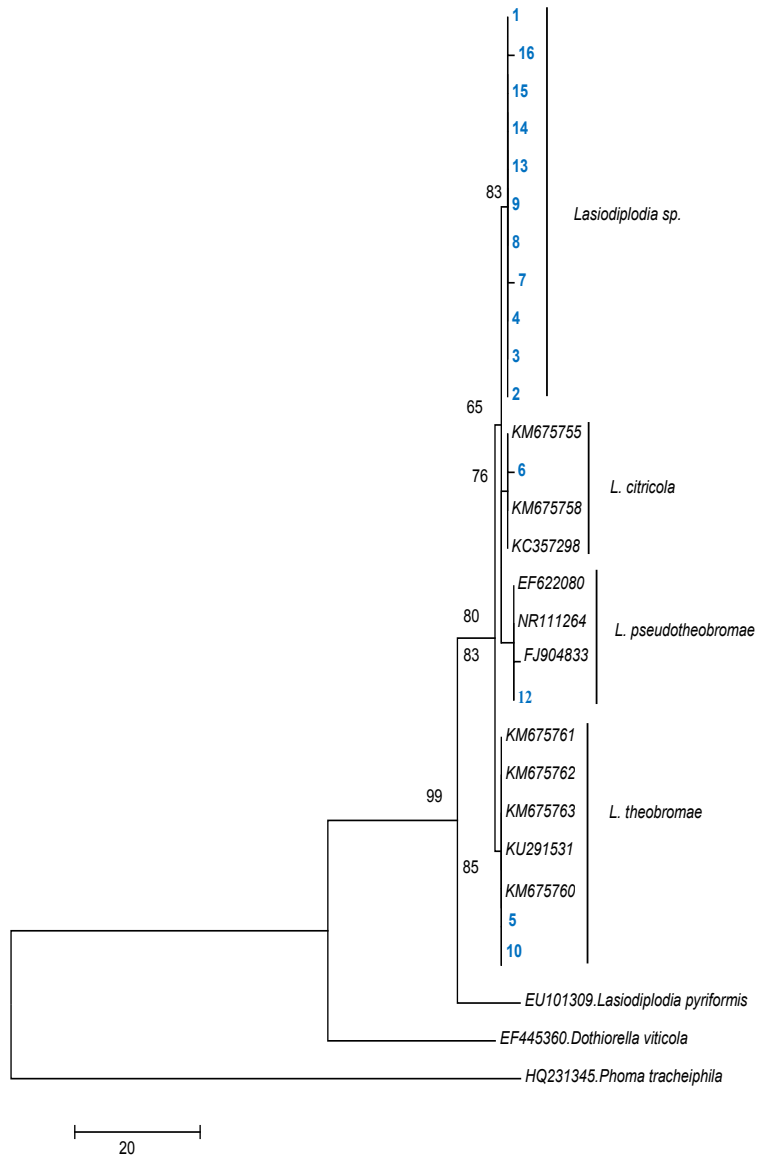 1
16
15
14
13
83
9
Lasiodiplodia sp.
8
7
4
3
2
65
KM675755
76
6
L. citricola
KM675758
KC357298
EF622080
80
NR111264
L. pseudotheobromae
83
FJ904833
12
KM675761
KM675762
99
KM675763
L. theobromae
KU291531
85
KM675760
5
10
EU101309.Lasiodiplodia pyriformis
EF445360.Dothiorella viticola
HQ231345.Phoma tracheiphila
20